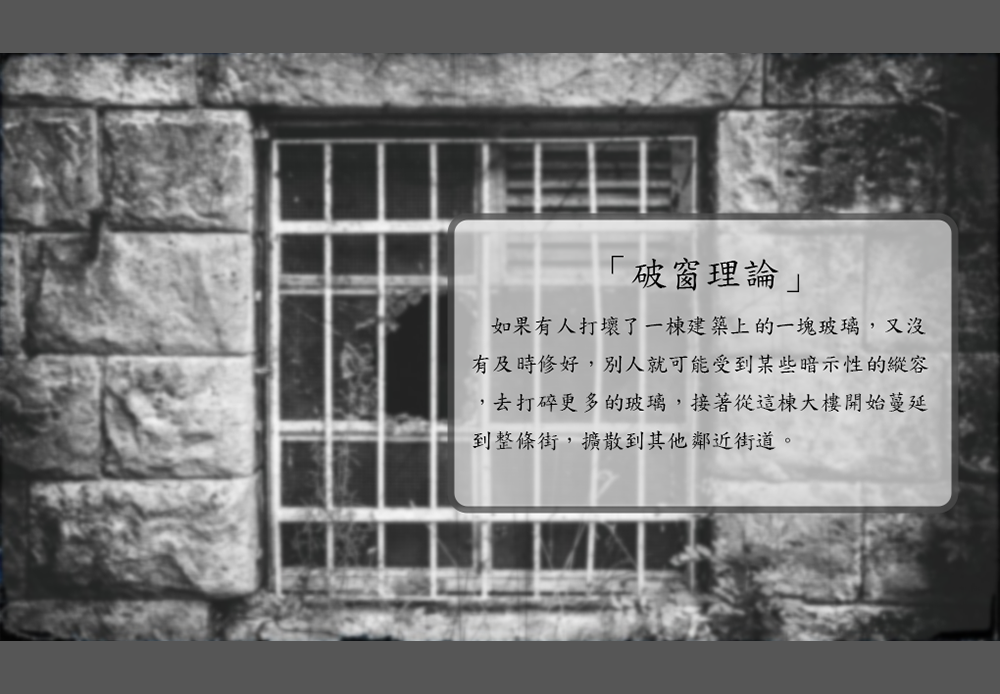 「破窗理論」
如果有人打壞了一棟建築上的一塊玻璃，又沒
有及時修好，別人就可能受到某些暗示性的縱容
，去打碎更多的玻璃，接著從這棟大樓開始蔓延
到整條街，擴散到其他鄰近街道。